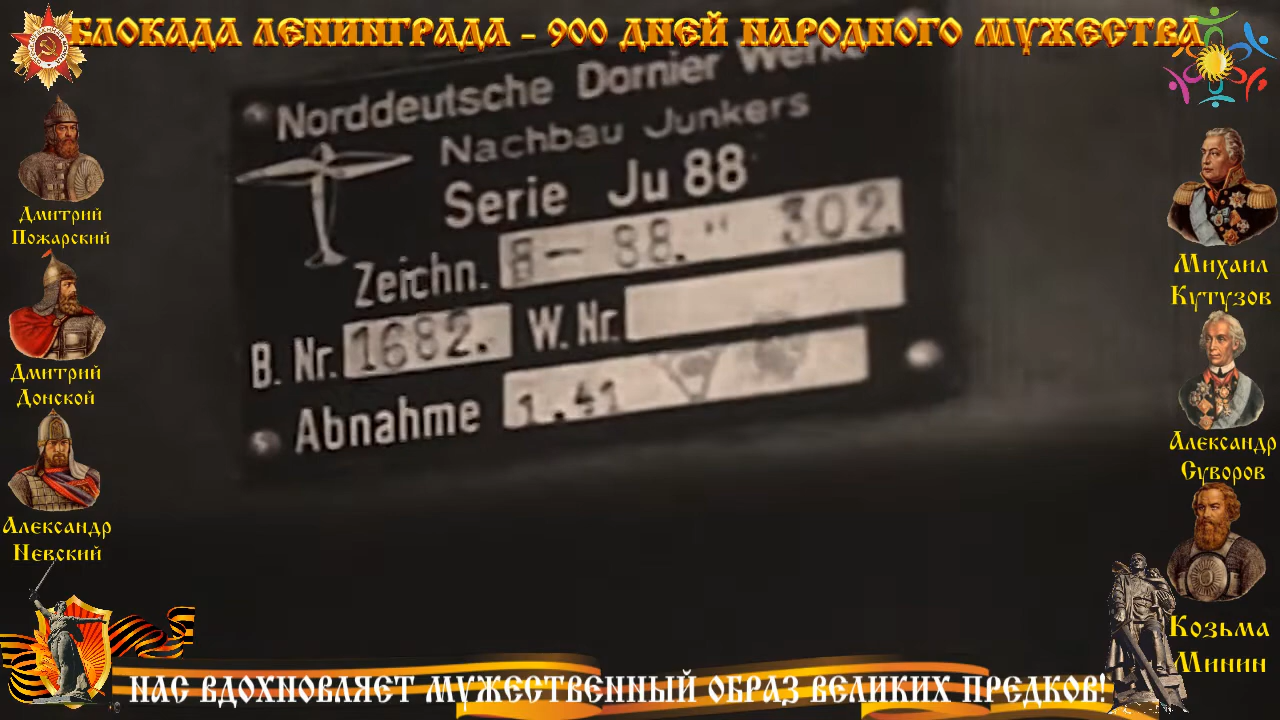 БЛОКАДА ЛЕНИНГРАДА - 900 ДНЕЙ НАРОДНОГО МУЖЕСТВА
Norddeutsche Dornier Werke
Nachbau Junkers
Serie Ju 88
Zeichn. 8-88." 302.
B. Nr. 1682. W. Nr.
Abnahme 1.41
Дмитрий
Пожарский
Дмитрий
Донской
Александр
Невский
Михаил
Кутузов
Александр
Суворов
Козьма
Минин
НАС ВДОХНОВЛЯЕТ МУЖЕСТВЕННЫЙ ОБРАЗ ВЕЛИКИХ ПРЕДКОВ!